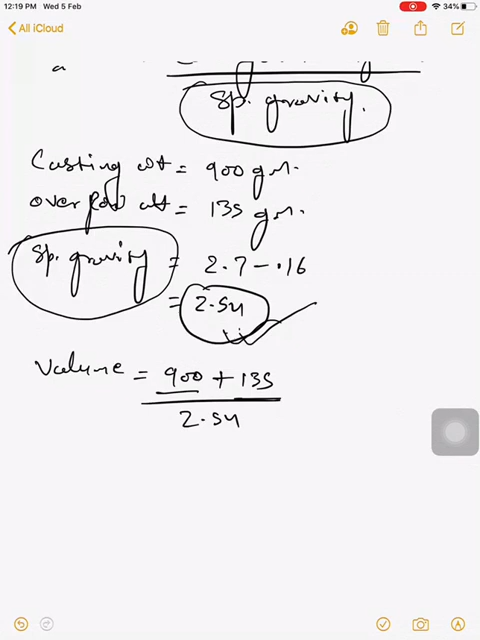 12:19 PM Wed 5 Feb
34%
All iCloud
a
Sp. gravity.
Casting wt = 900 gm.
over flow wt = 135 gm.
Sp. gravity = 2.7 - .16
= 2.54
Volume = 900 + 135
2.54